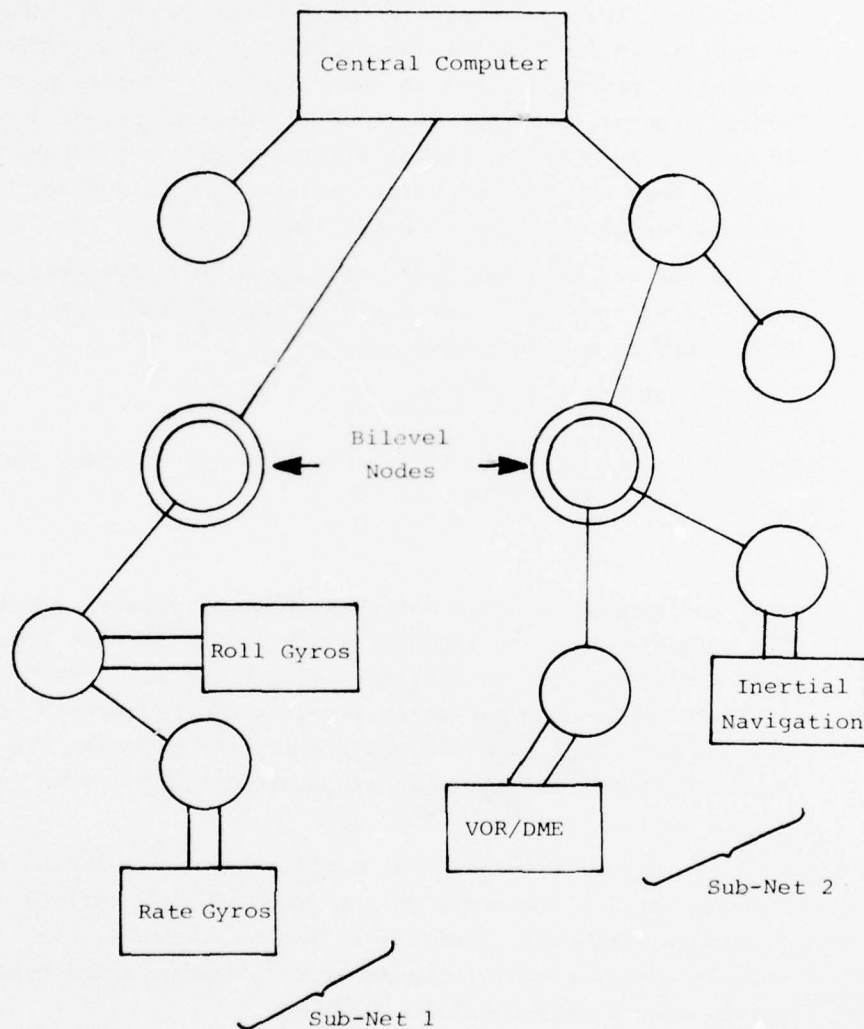 Central Computer
Bilevel
Nodes
Roll Gyros
Inertial
Navigation
VOR/DME
Sub-Net 2
Rate Gyros
Sub-Net 1